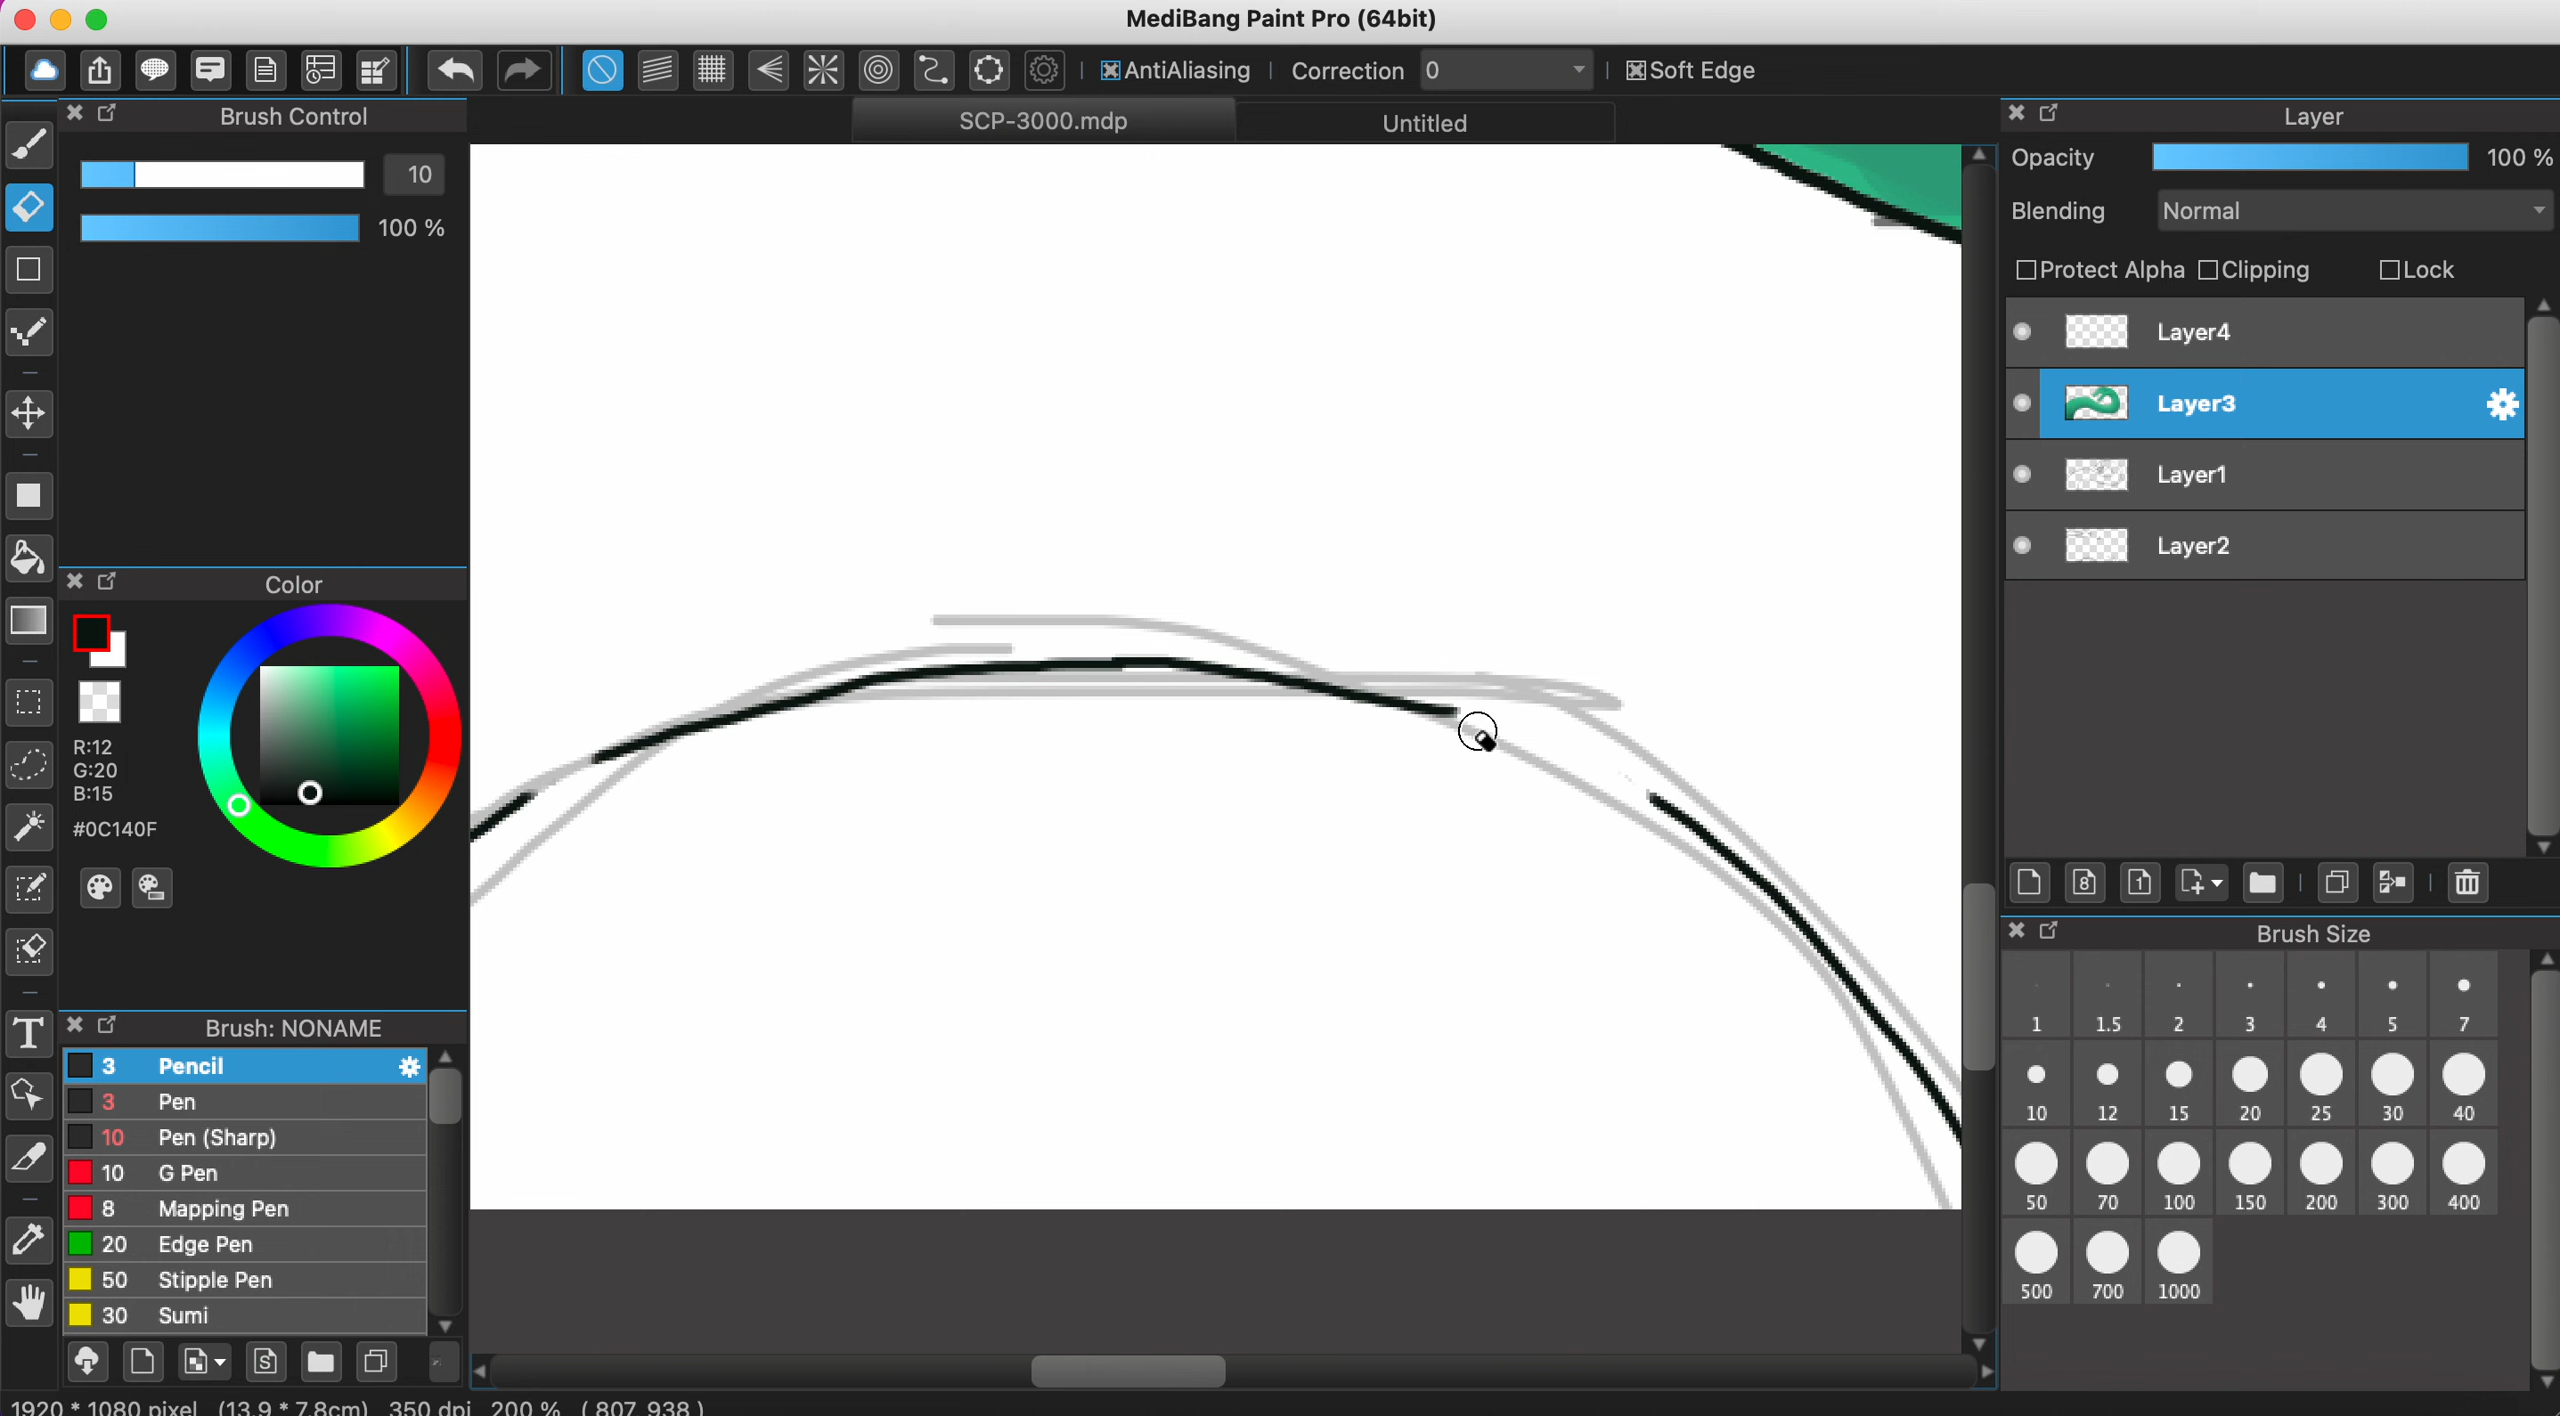 MediBang Paint Pro (64bit)
AntiAliasing Correction 0 Soft Edge
Brush Control
SCP-3000.mdp
Untitled
Layer
10
100 %
Opacity 100 %
Blending Normal
Protect Alpha Clipping Lock
Layer4
Layer3
Layer1
Layer2
Color
R:12
G:20
B:15
#0C140F
8 1
Brush Size
1 1.5 2 3 4 5 7
10 12 15 20 25 30 40
50 70 100 150 200 300 400
500 700 1000
Brush: NONAME
T
3 Pencil
3 Pen
10 Pen (Sharp)
10 G Pen
8 Mapping Pen
20 Edge Pen
50 Stipple Pen
30 Sumi
S
1920 * 1080 pixel (13.9 * 7.8cm) 350 dpi 200 % ( 807, 938 )